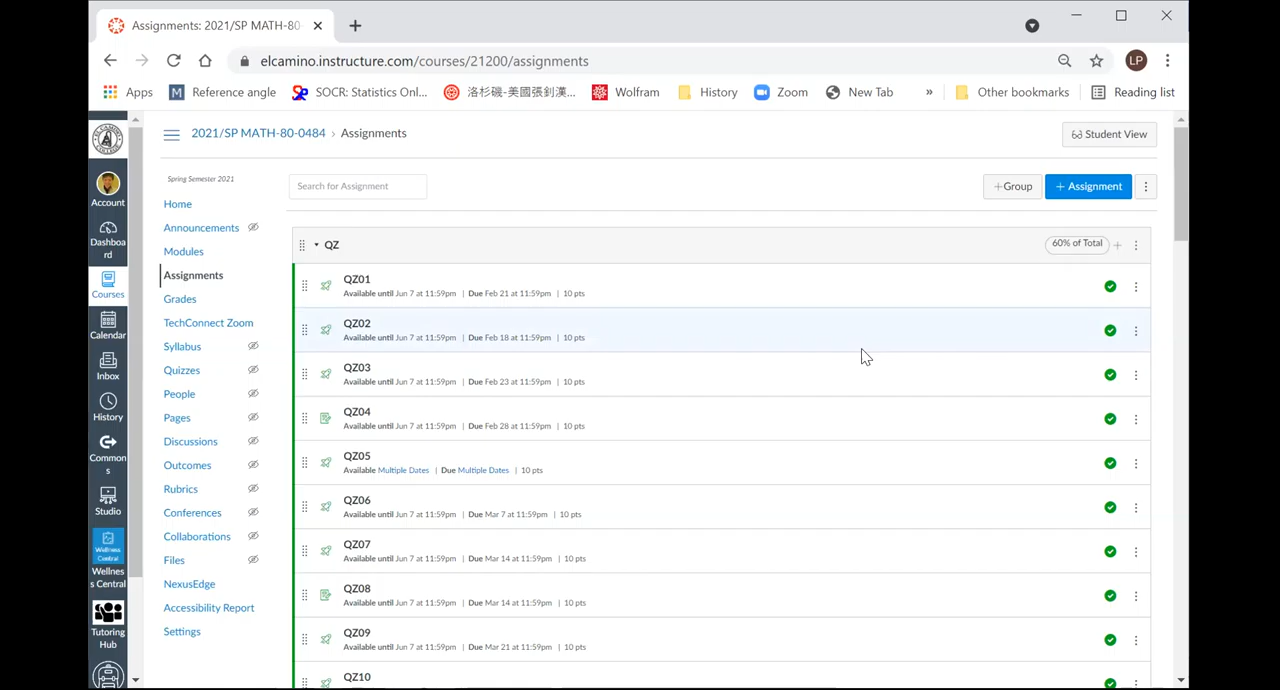 Assignments: 2021/SP MATH-80-
elcamino.instructure.com/courses/21200/assignments
LP
Apps
Reference angle
SOCR: Statistics Onl...
洛杉磯-美國張釗漢...
Wolfram
History
Zoom
New Tab
»
Other bookmarks
Reading list
2021/SP MATH-80-0484 › Assignments
Student View
Spring Semester 2021
Search for Assignment
+Group
+ Assignment
Account
Dashboa
rd
Courses
Calendar
Inbox
History
Common
s
Studio
Wellness
Central
Wellnes
s Central
Tutoring
Hub
Home
Announcements
Modules
Assignments
Grades
TechConnect Zoom
Syllabus
Quizzes
People
Pages
Discussions
Outcomes
Rubrics
Conferences
Collaborations
Files
NexusEdge
Accessibility Report
Settings
QZ
60% of Total
QZ01
Available until Jun 7 at 11:59pm | Due Feb 21 at 11:59pm | 10 pts
QZ02
Available until Jun 7 at 11:59pm | Due Feb 18 at 11:59pm | 10 pts
QZ03
Available until Jun 7 at 11:59pm | Due Feb 23 at 11:59pm | 10 pts
QZ04
Available until Jun 7 at 11:59pm | Due Feb 28 at 11:59pm | 10 pts
QZ05
Available Multiple Dates | Due Multiple Dates | 10 pts
QZ06
Available until Jun 7 at 11:59pm | Due Mar 7 at 11:59pm | 10 pts
QZ07
Available until Jun 7 at 11:59pm | Due Mar 14 at 11:59pm | 10 pts
QZ08
Available until Jun 7 at 11:59pm | Due Mar 14 at 11:59pm | 10 pts
QZ09
Available until Jun 7 at 11:59pm | Due Mar 21 at 11:59pm | 10 pts
QZ10